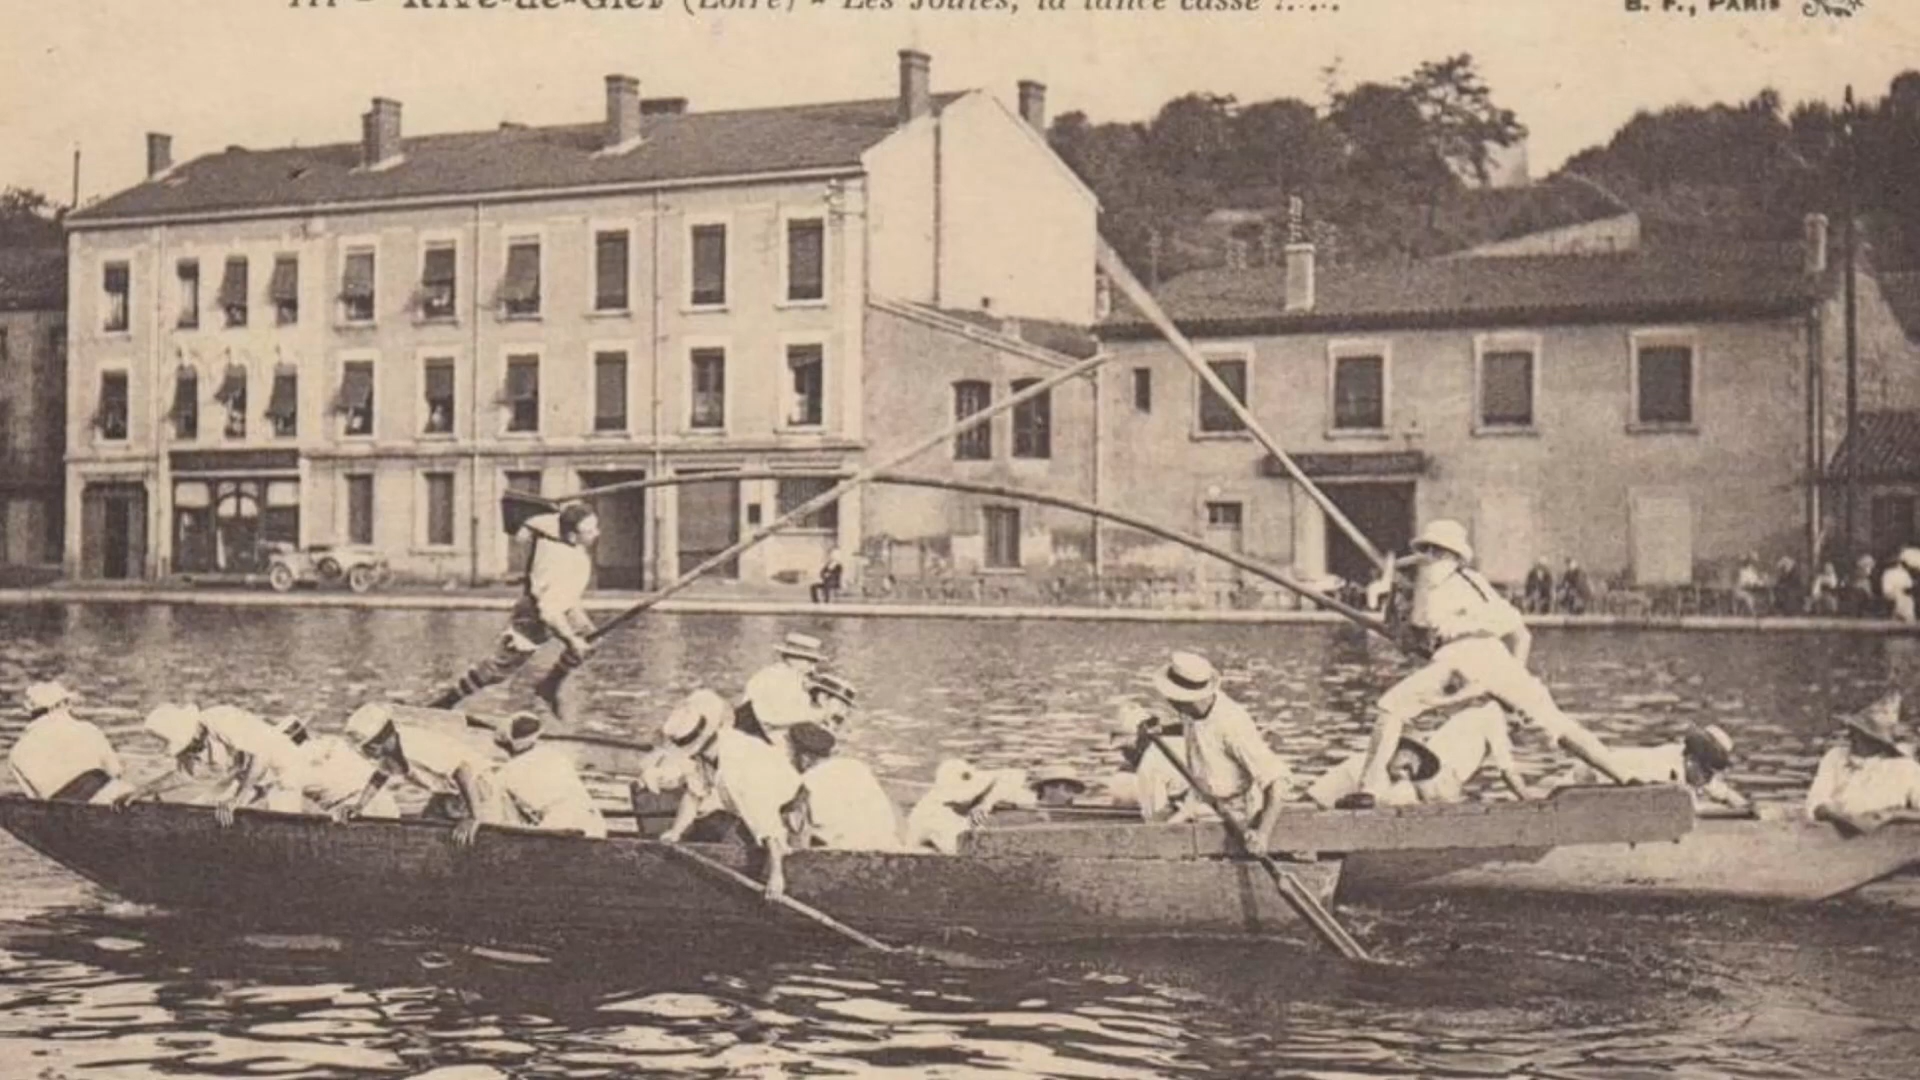 Rive-de-Gier (Loire) - Les Joutes, la lance casse !.... B. F., PARIS